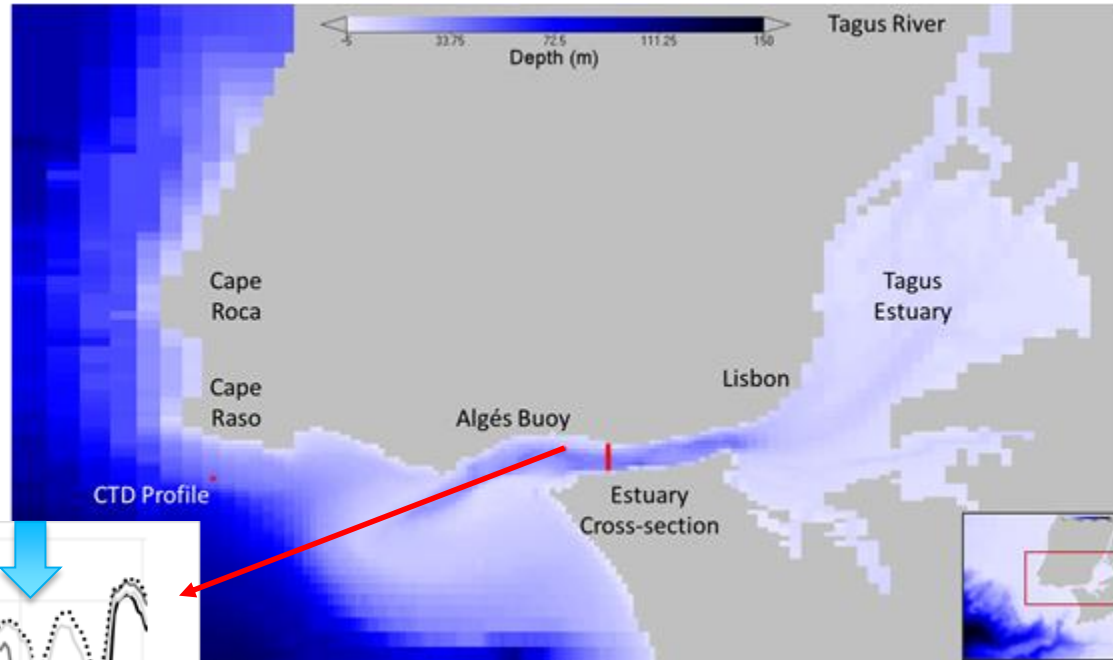 -5 33.75 72.5 111.25 150
Depth (m)
Tagus River
Cape
Roca
Tagus
Estuary
Cape
Raso
Lisbon
Algés Buoy
CTD Profile
Estuary
Cross-section